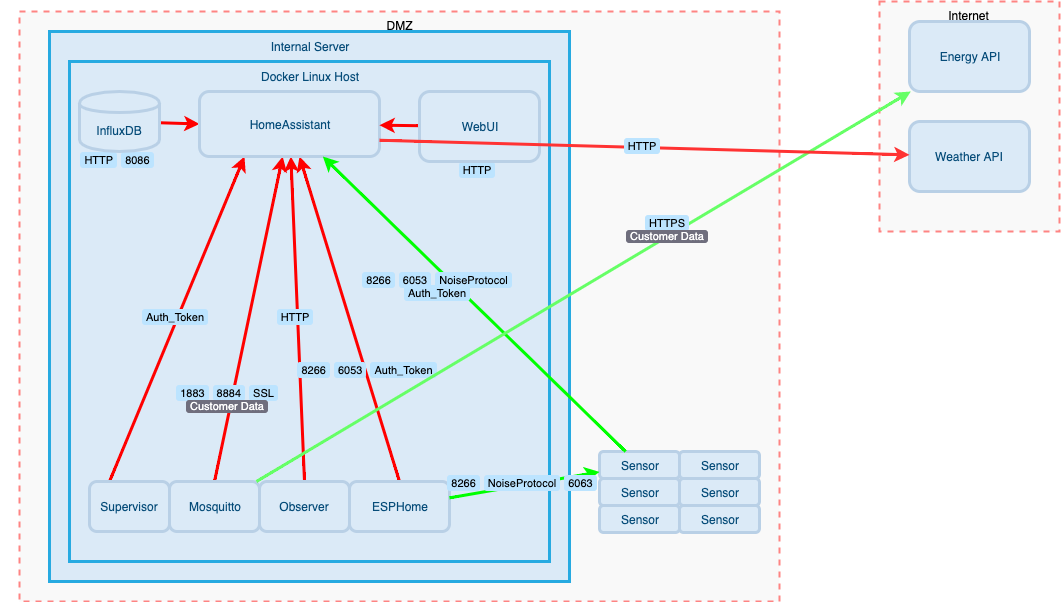 DMZ
Internet
Internal Server
Energy API
Docker Linux Host
InfluxDB
HomeAssistant
WebUI
HTTP 8086
HTTP
HTTP
Weather API
HTTPS
Customer Data
8266 6053 NoiseProtocol
Auth_Token
Auth_Token
HTTP
8266 6053 Auth_Token
1883 8884 SSL
Customer Data
Supervisor
Mosquitto
Observer
ESPHome
8266 NoiseProtocol 6063
Sensor Sensor
Sensor Sensor
Sensor Sensor